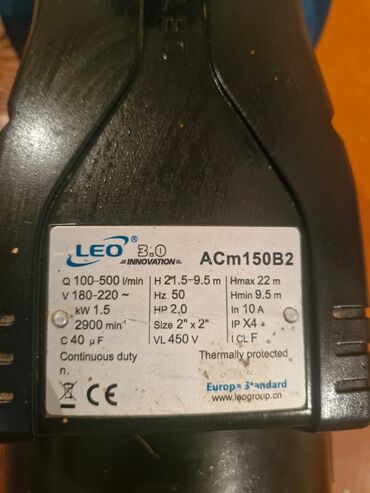 LEO
LEO® 3.0 INNOVATION ACm150B2
Q 100-500 l/min H 21.5-9.5 m Hmax 22 m
V 180-220 ~ Hz 50 Hmin 9.5 m
kW 1.5 HP 2.0 In 10 A
2900 min⁻¹ Size 2" x 2" IP X4
C 40 µF VL 450 V I CL F
Continuous duty Thermally protected
n.
CE Europa Standard
www.leogroup.cn